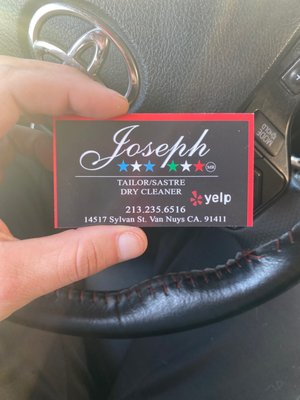 Joseph
TAILOR/SASTRE
DRY CLEANER
yelp
213.235.6516
14517 Sylvan St. Van Nuys CA. 91411